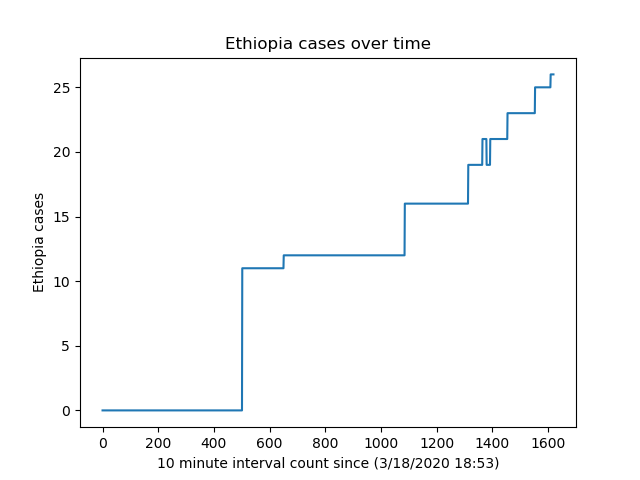 Ethiopia cases over time
25
20
15
10
5
0
Ethiopia cases
0 200 400 600 800 1000 1200 1400 1600
10 minute interval count since (3/18/2020 18:53)